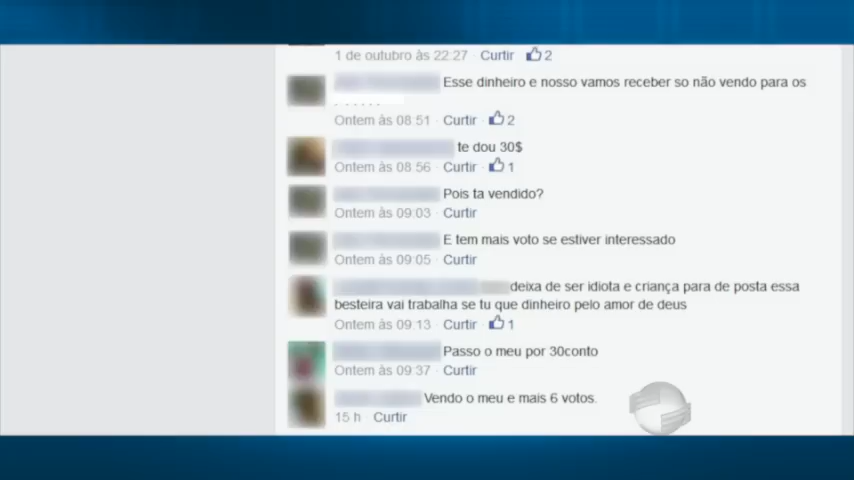 1 de outubro às 22:27 Curtir 2
Esse dinheiro e nosso vamos receber so não vendo para os
Ontem às 08:51 · Curtir · 2
te dou 30$
Ontem às 08:56 · Curtir · 1
Pois ta vendido?
Ontem às 09:03 · Curtir
E tem mais voto se estiver interessado
Ontem às 09:05 · Curtir
deixa de ser idiota e criança para de posta essa
besteira vai trabalha se tu que dinheiro pelo amor de deus
Ontem às 09:13 · Curtir · 1
Passo o meu por 30conto
Ontem às 09:37 · Curtir
Vendo o meu e mais 6 votos.
15 h · Curtir